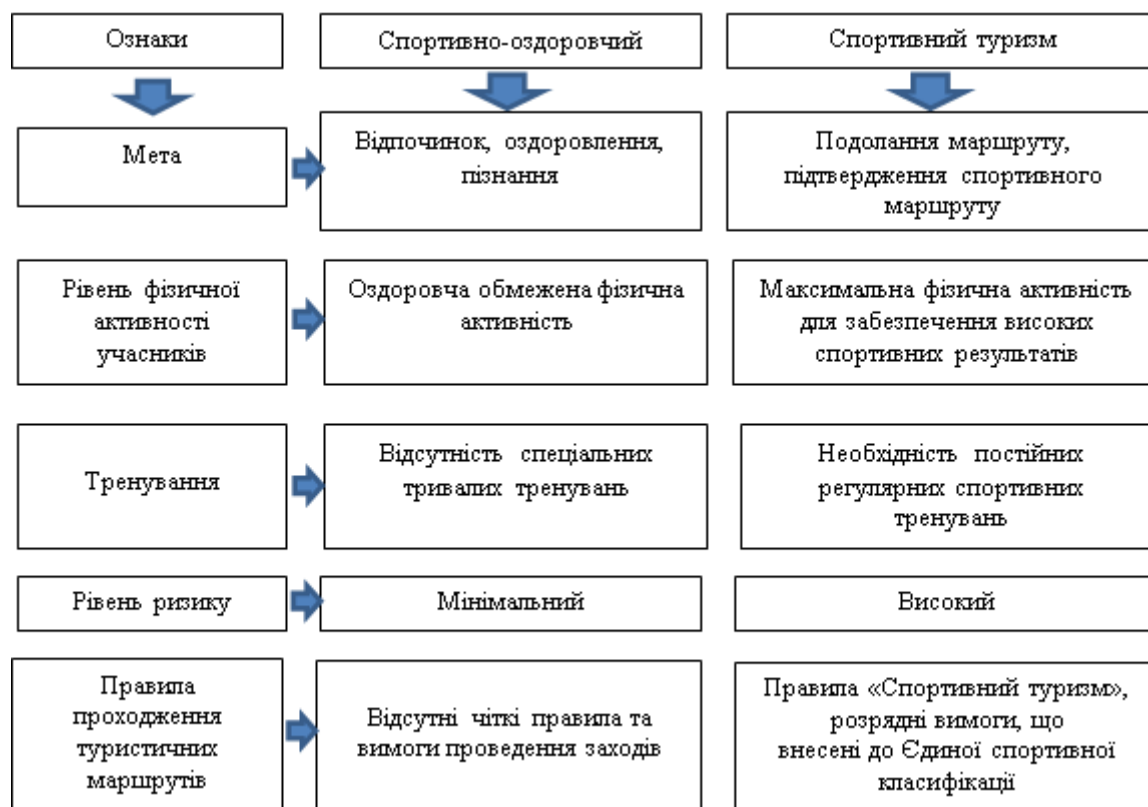 Ознаки
Спортивно-оздоровчий
Спортивний туризм
Мета
Відпочинок, оздоровлення,
пізнання
Подолання маршруту,
підтвердження спортивного
маршруту
Рівень фізичної
активності
учасників
Оздоровча обмежена фізична
активність
Максимальна фізична активність
для забезпечення високих
спортивних результатів
Тренування
Відсутність спеціальних
тривалих тренувань
Необхідність постійних
регулярних спортивних
тренувань
Рівень ризику
Мінімальний
Високий
Правила
проходження
туристичних
маршрутів
Відсутні чіткі правила та
вимоги проведення заходів
Правила «Спортивний туризм»,
розрядні вимоги, що
внесені до Єдиної спортивної
класифікації